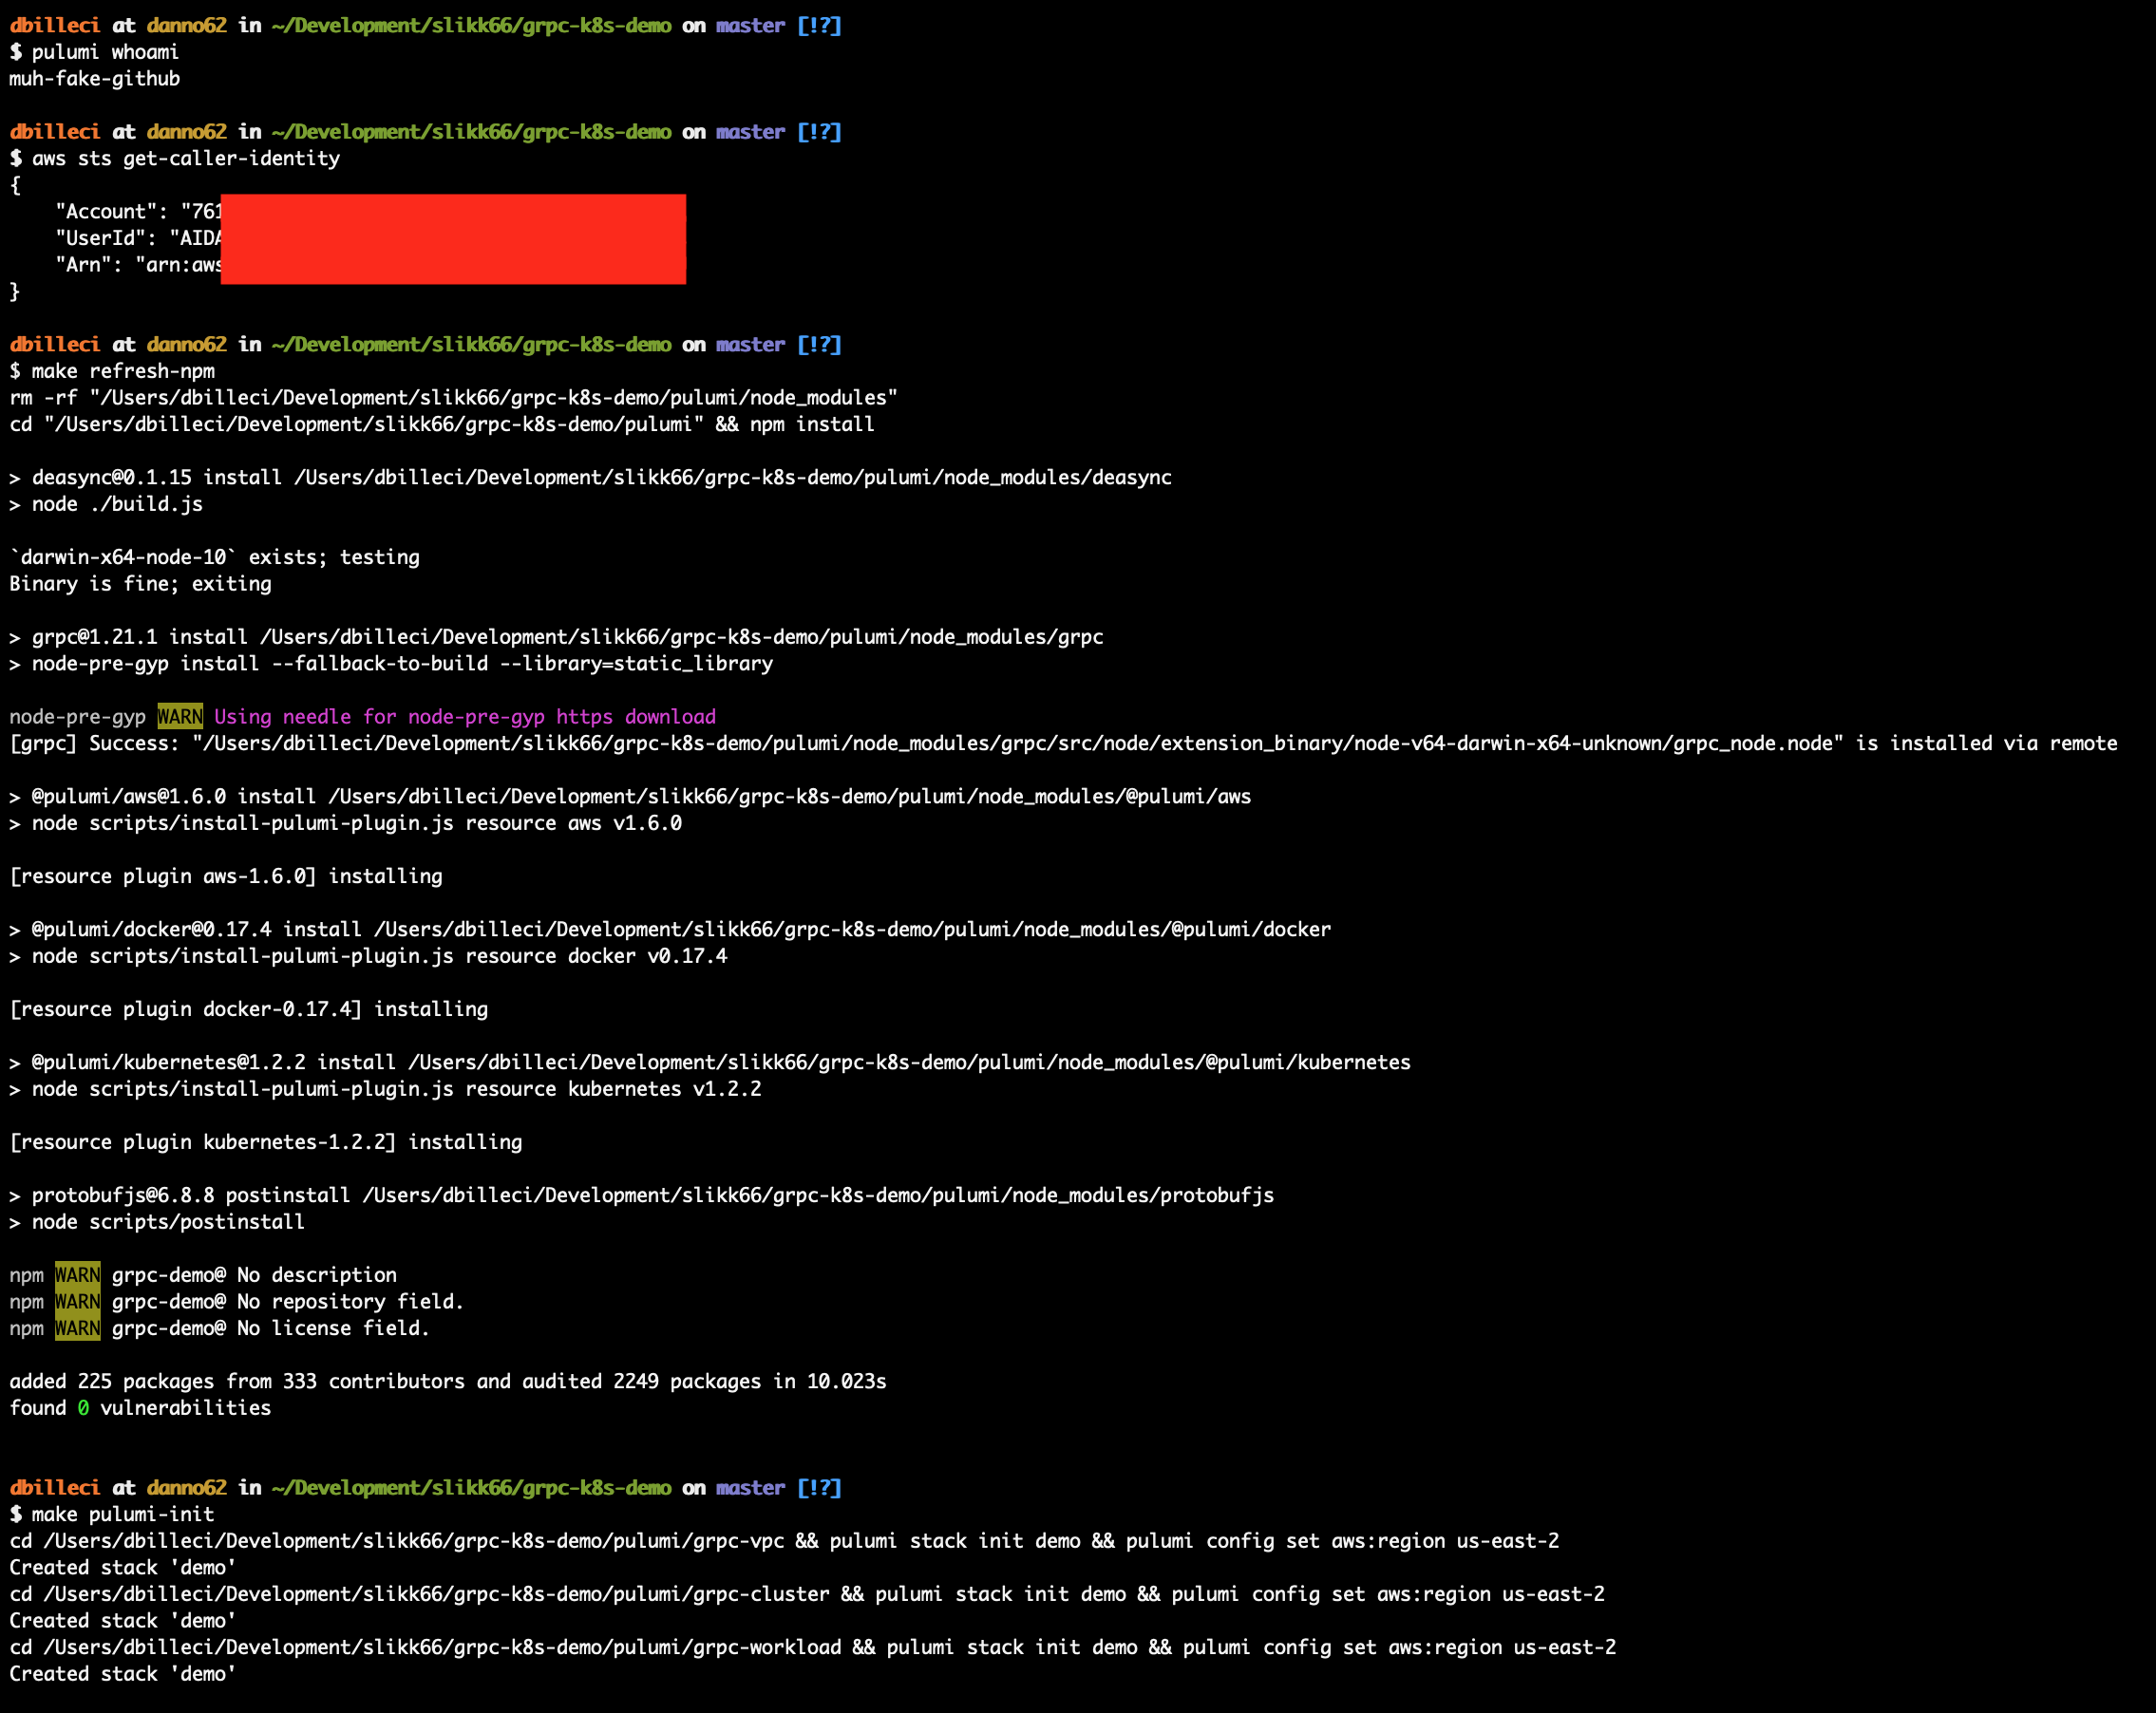 dbilleci at danno62 in ~/Development/slikk66/grpc-k8s-demo on master [!?]
$ pulumi whoami
muh-fake-github
dbilleci at danno62 in ~/Development/slikk66/grpc-k8s-demo on master [!?]
$ aws sts get-caller-identity
{
    "Account": "761
    "UserId": "AIDA
    "Arn": "arn:aws
}
dbilleci at danno62 in ~/Development/slikk66/grpc-k8s-demo on master [!?]
$ make refresh-npm
rm -rf "/Users/dbilleci/Development/slikk66/grpc-k8s-demo/pulumi/node_modules"
cd "/Users/dbilleci/Development/slikk66/grpc-k8s-demo/pulumi" && npm install
> deasync@0.1.15 install /Users/dbilleci/Development/slikk66/grpc-k8s-demo/pulumi/node_modules/deasync
> node ./build.js
`darwin-x64-node-10` exists; testing
Binary is fine; exiting
> grpc@1.21.1 install /Users/dbilleci/Development/slikk66/grpc-k8s-demo/pulumi/node_modules/grpc
> node-pre-gyp install --fallback-to-build --library=static_library
node-pre-gyp WARN Using needle for node-pre-gyp https download
[grpc] Success: "/Users/dbilleci/Development/slikk66/grpc-k8s-demo/pulumi/node_modules/grpc/src/node/extension_binary/node-v64-darwin-x64-unknown/grpc_node.node" is installed via remote
> @pulumi/aws@1.6.0 install /Users/dbilleci/Development/slikk66/grpc-k8s-demo/pulumi/node_modules/@pulumi/aws
> node scripts/install-pulumi-plugin.js resource aws v1.6.0
[resource plugin aws-1.6.0] installing
> @pulumi/docker@0.17.4 install /Users/dbilleci/Development/slikk66/grpc-k8s-demo/pulumi/node_modules/@pulumi/docker
> node scripts/install-pulumi-plugin.js resource docker v0.17.4
[resource plugin docker-0.17.4] installing
> @pulumi/kubernetes@1.2.2 install /Users/dbilleci/Development/slikk66/grpc-k8s-demo/pulumi/node_modules/@pulumi/kubernetes
> node scripts/install-pulumi-plugin.js resource kubernetes v1.2.2
[resource plugin kubernetes-1.2.2] installing
> protobufjs@6.8.8 postinstall /Users/dbilleci/Development/slikk66/grpc-k8s-demo/pulumi/node_modules/protobufjs
> node scripts/postinstall
npm WARN grpc-demo@ No description
npm WARN grpc-demo@ No repository field.
npm WARN grpc-demo@ No license field.
added 225 packages from 333 contributors and audited 2249 packages in 10.023s
found 0 vulnerabilities
dbilleci at danno62 in ~/Development/slikk66/grpc-k8s-demo on master [!?]
$ make pulumi-init
cd /Users/dbilleci/Development/slikk66/grpc-k8s-demo/pulumi/grpc-vpc && pulumi stack init demo && pulumi config set aws:region us-east-2
Created stack 'demo'
cd /Users/dbilleci/Development/slikk66/grpc-k8s-demo/pulumi/grpc-cluster && pulumi stack init demo && pulumi config set aws:region us-east-2
Created stack 'demo'
cd /Users/dbilleci/Development/slikk66/grpc-k8s-demo/pulumi/grpc-workload && pulumi stack init demo && pulumi config set aws:region us-east-2
Created stack 'demo'